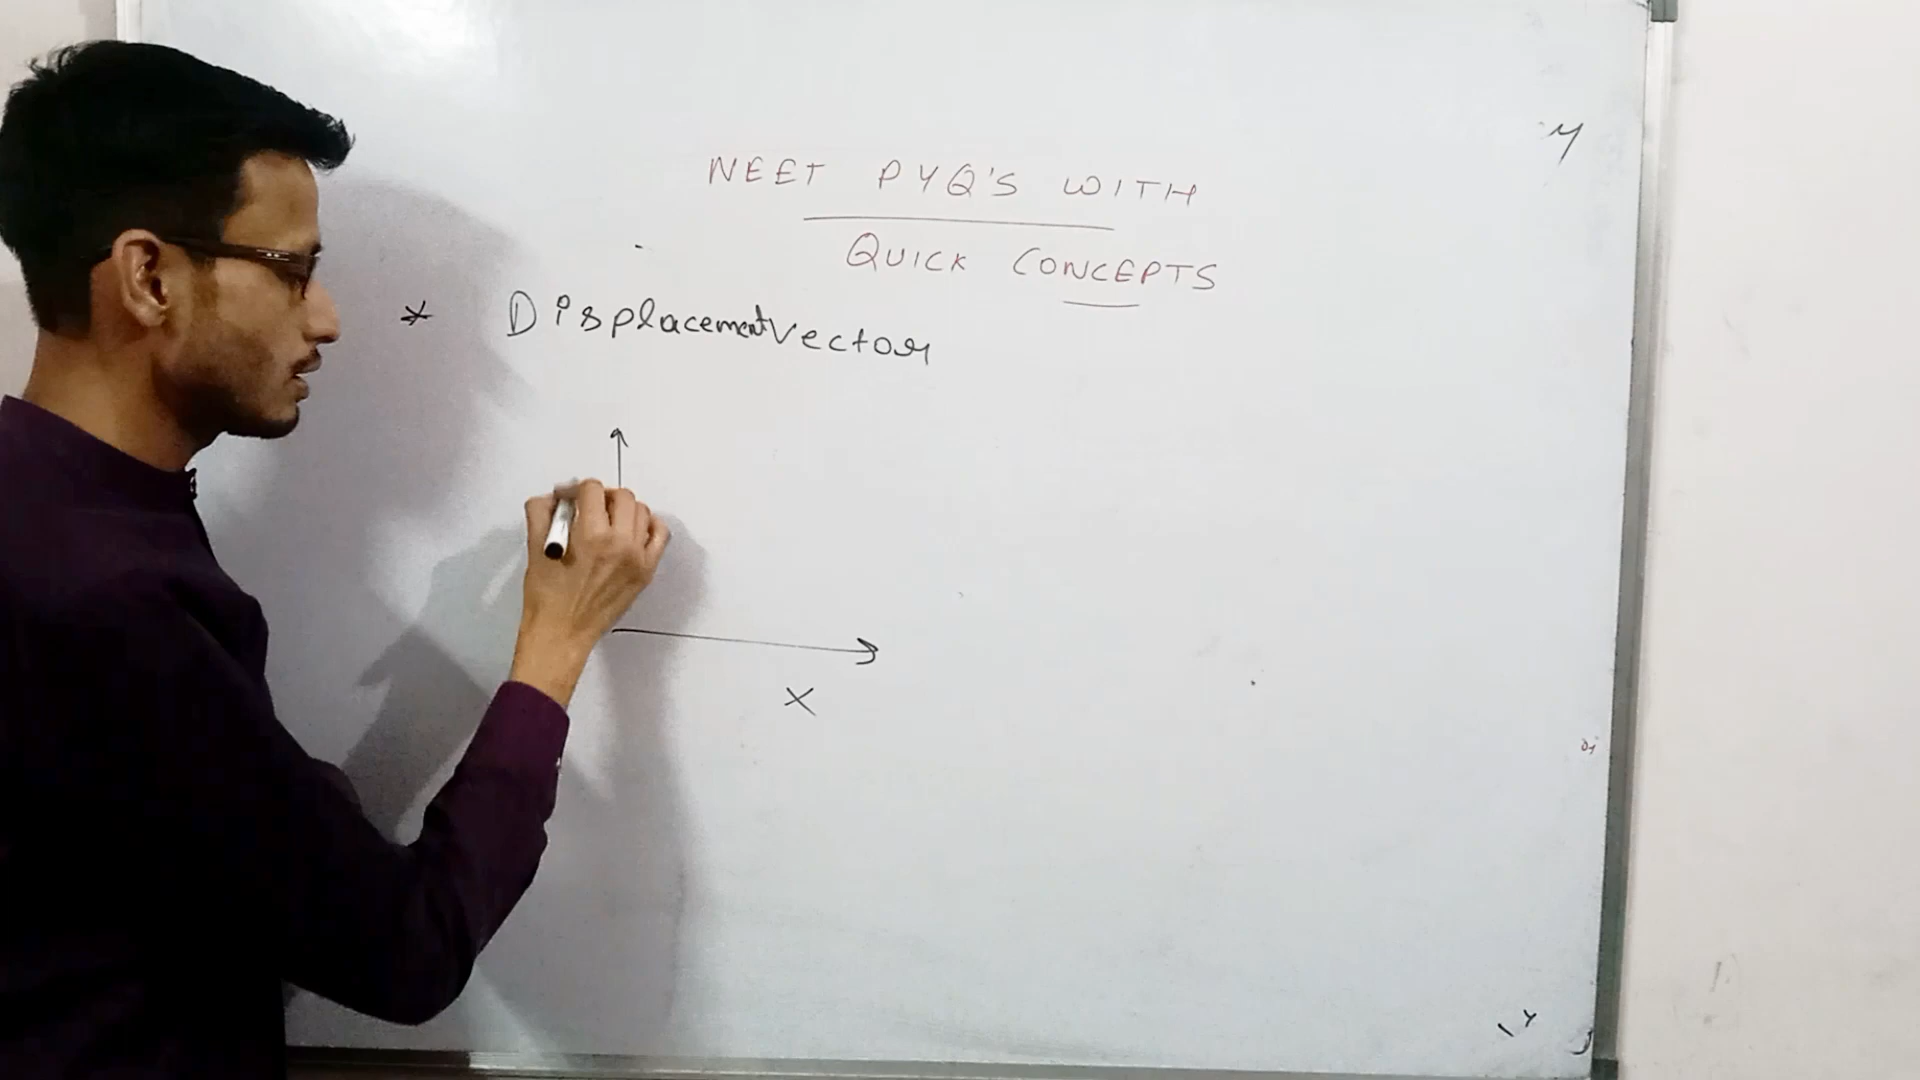 NEET PYQ'S WITH
QUICK CONCEPTS
* Displacement Vector
X